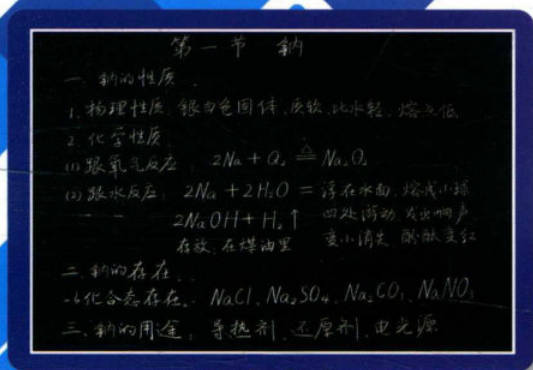 第一节 钠
一、钠的性质
1、物理性质、银白色固体、质软、比水轻、熔点低
2、化学性质
(1) 跟氧气反应 2Na + O₂ ≜ Na₂O₂
(2) 跟水反应, 2Na + 2H₂O = 浮在水面、熔成小球
2NaOH + H₂↑ 四处游动、发出响声
存放、在煤油里 变小消失、酚酞变红
二、钠的存在
化合态存在。NaCl、Na₂SO₄、Na₂CO₃、NaNO₃
三、钠的用途, 导热剂、还原剂、电光源